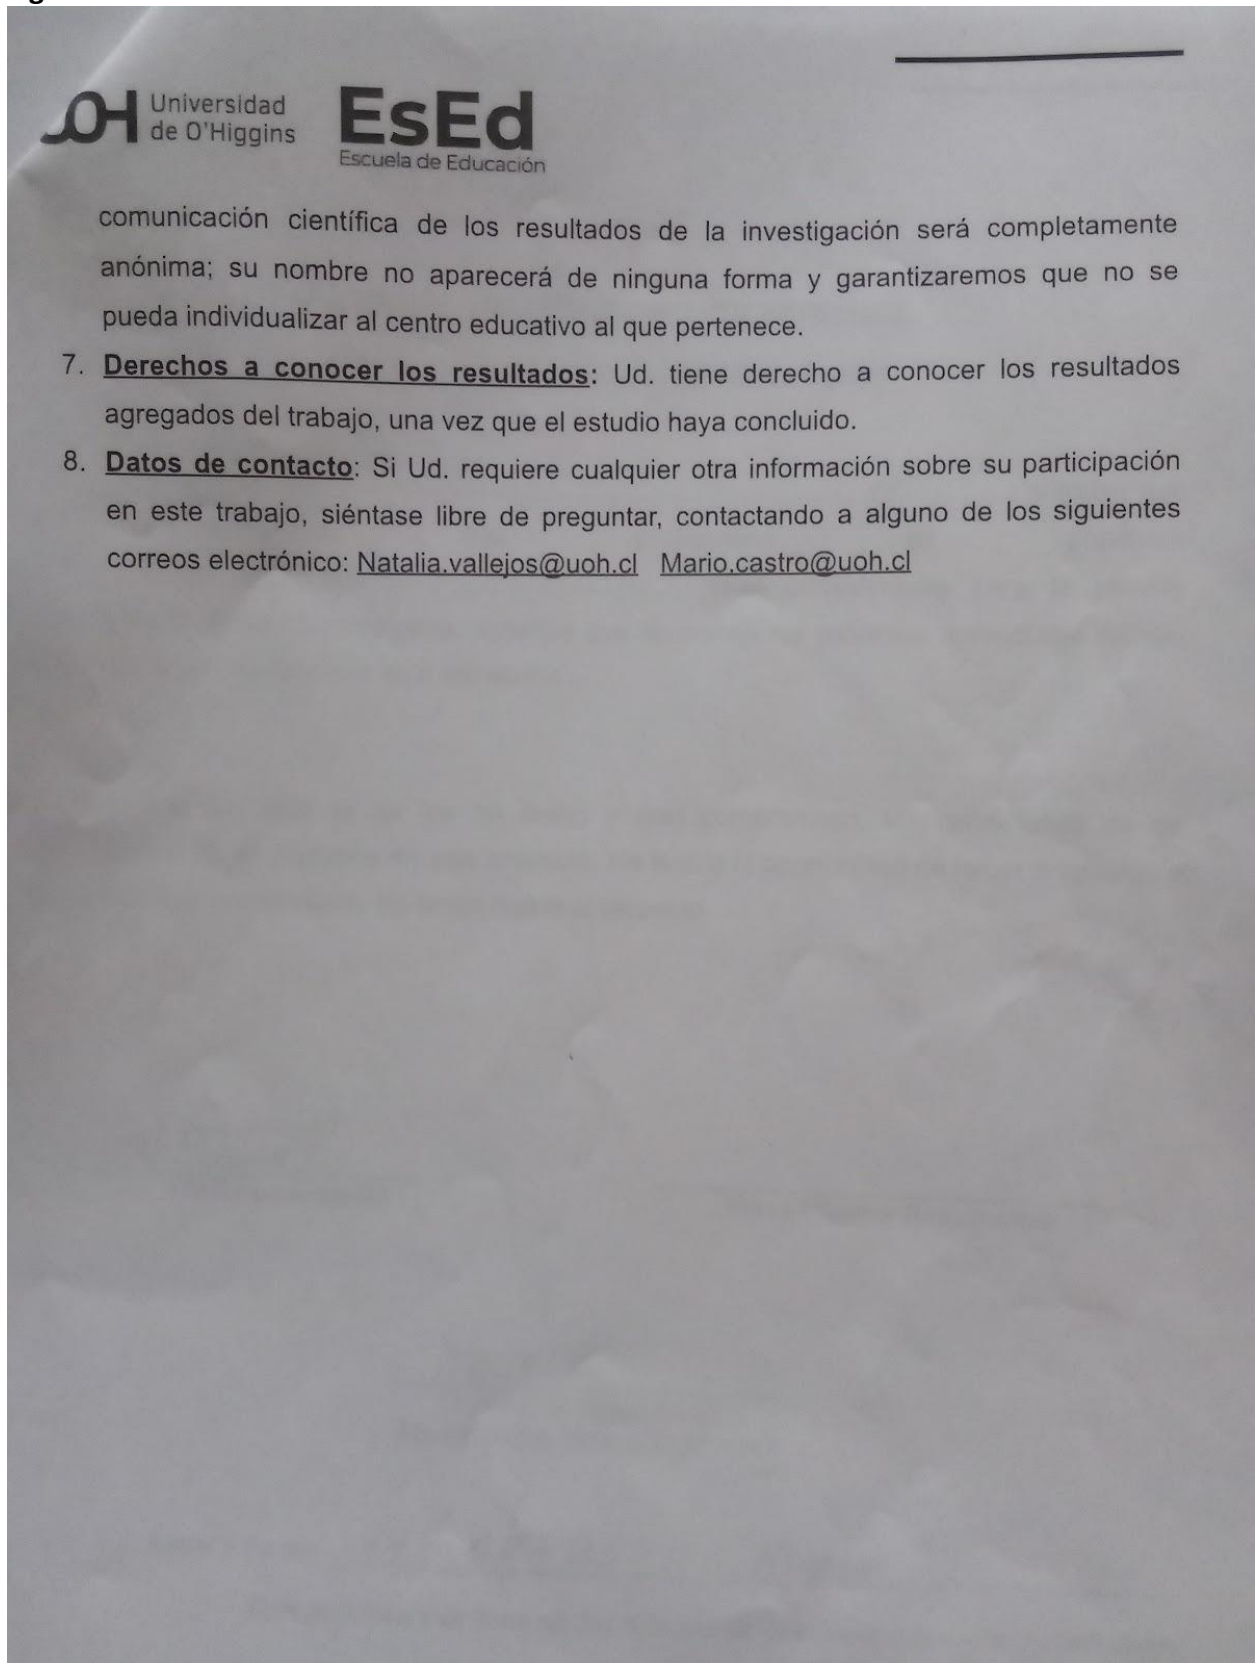 Universidad
de O'Higgins
EsEd
Escuela de Educación
comunicación científica de los resultados de la investigación será completamente
anónima; su nombre no aparecerá de ninguna forma y garantizaremos que no se
pueda individualizar al centro educativo al que pertenece.
7. Derechos a conocer los resultados: Ud. tiene derecho a conocer los resultados
agregados del trabajo, una vez que el estudio haya concluido.
8. Datos de contacto: Si Ud. requiere cualquier otra información sobre su participación
en este trabajo, siéntase libre de preguntar, contactando a alguno de los siguientes
correos electrónico: Natalia.vallejos@uoh.cl Mario.castro@uoh.cl